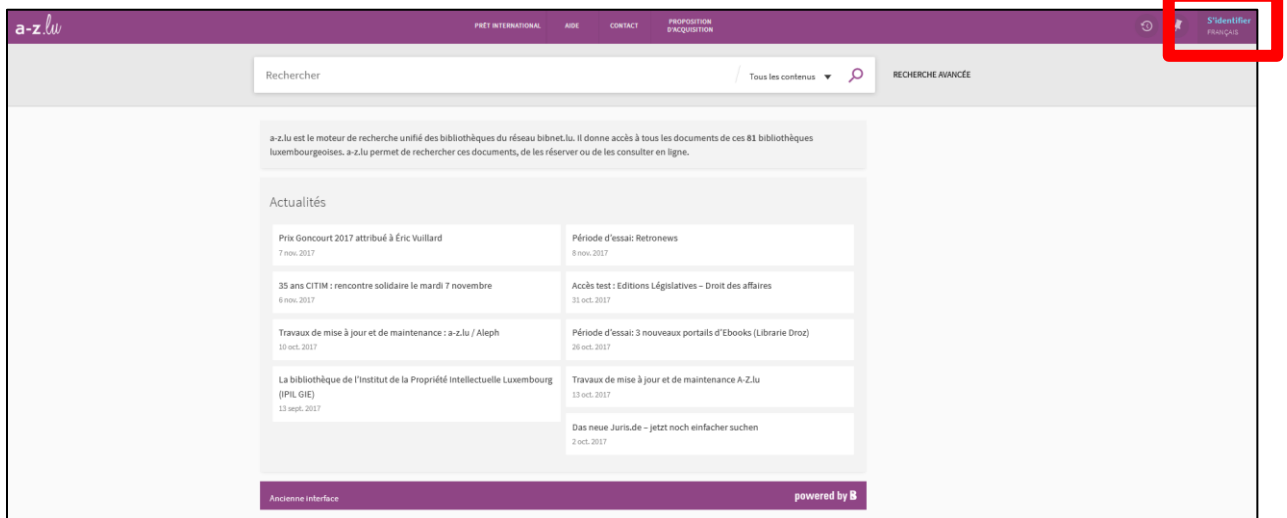 a-z.lu
PRÊT INTERNATIONAL
AIDE
CONTACT
PROPOSITION
D'ACQUISITION
S'identifier
FRANÇAIS
Rechercher
Tous les contenus
RECHERCHE AVANCÉE
a-z.lu est le moteur de recherche unifié des bibliothèques du réseau bibnet.lu. Il donne accès à tous les documents de ces 81 bibliothèques
luxembourgeoises. a-z.lu permet de rechercher ces documents, de les réserver ou de les consulter en ligne.
Actualités
Prix Goncourt 2017 attribué à Éric Vuillard
7 nov. 2017
35 ans CITIM : rencontre solidaire le mardi 7 novembre
6 nov. 2017
Travaux de mise à jour et de maintenance : a-z.lu / Aleph
10 oct. 2017
La bibliothèque de l'Institut de la Propriété Intellectuelle Luxembourg
(IPIL GIE)
13 sept. 2017
Période d'essai: Retronews
8 nov. 2017
Accès test : Editions Législatives – Droit des affaires
31 oct. 2017
Période d'essai: 3 nouveaux portails d'Ebooks (Librarie Droz)
26 oct. 2017
Travaux de mise à jour et de maintenance A-Z.lu
13 oct. 2017
Das neue Juris.de – jetzt noch einfacher suchen
2 oct. 2017
Ancienne interface
powered by B